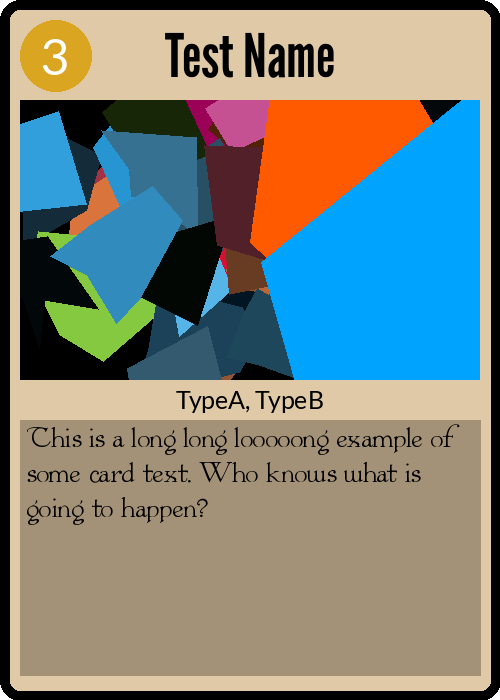 3
Test Name
TypeA, TypeB
This is a long long looooong example of
some card text. Who knows what is
going to happen?